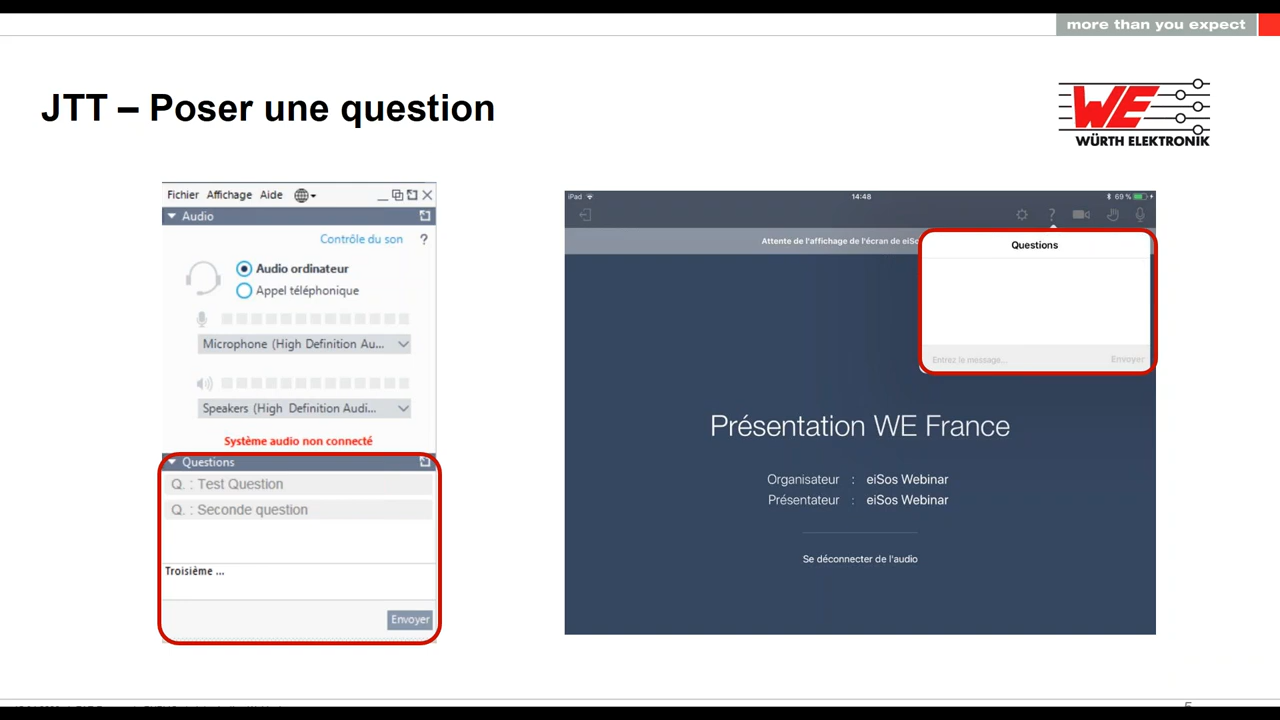 more than you expect
JTT – Poser une question
WE
WÜRTH ELEKTRONIK
Fichier Affichage Aide
Audio
Contrôle du son ?
Audio ordinateur
Appel téléphonique
Microphone (High Definition Au...
Speakers (High Definition Audi...
Système audio non connecté
Questions
Q. : Test Question
Q. : Seconde question
Troisième ...
Envoyer
iPad 14:48 69 %
?
Attente de l'affichage de l'écran de eiSo
Questions
Entrez le message...
Envoyer
Présentation WE France
Organisateur : eiSos Webinar
Présentateur : eiSos Webinar
Se déconnecter de l'audio